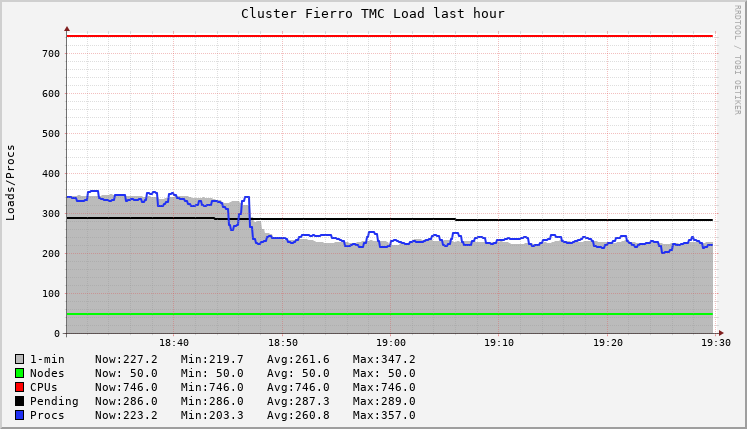 Cluster Fierro TMC Load last hour
RRDTOOL / TOBI OETIKER
Loads/Procs
700
600
500
400
300
200
100
0
18:40 18:50 19:00 19:10 19:20 19:30
1-min Now:227.2 Min:219.7 Avg:261.6 Max:347.2
Nodes Now: 50.0 Min: 50.0 Avg: 50.0 Max: 50.0
CPUs Now:746.0 Min:746.0 Avg:746.0 Max:746.0
Pending Now:286.0 Min:286.0 Avg:287.3 Max:289.0
Procs Now:223.2 Min:203.3 Avg:260.8 Max:357.0